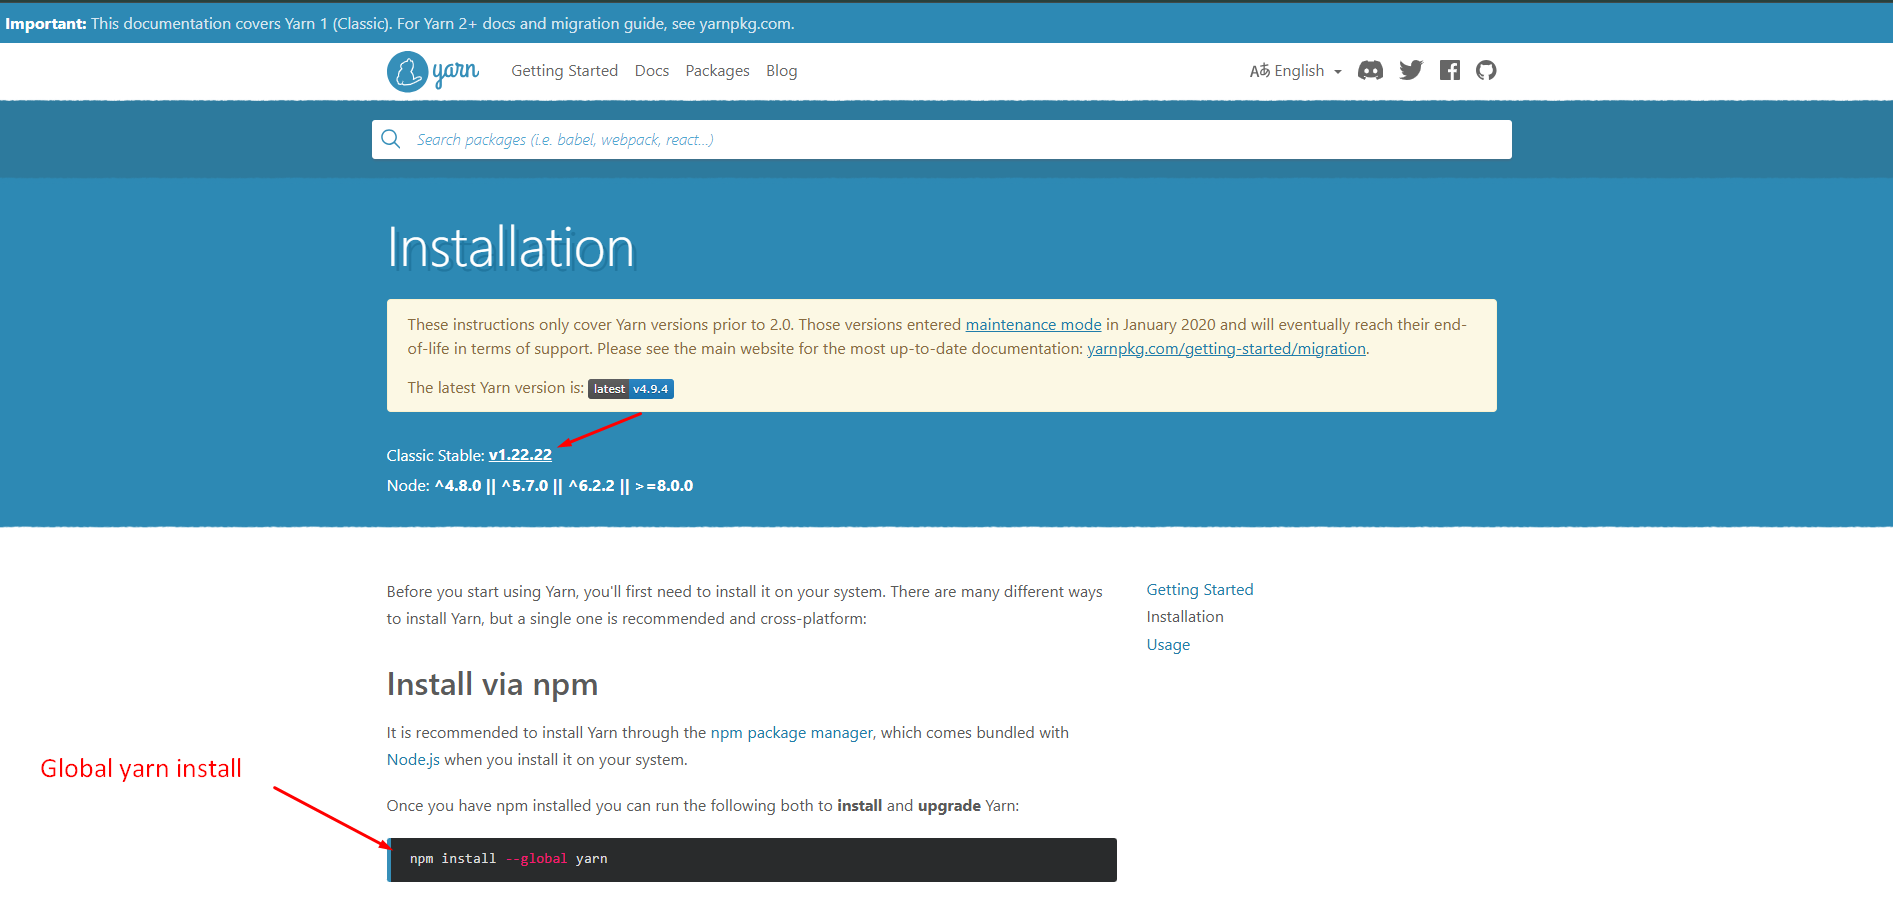 Important: This documentation covers Yarn 1 (Classic). For Yarn 2+ docs and migration guide, see yarnpkg.com.
yarn Getting Started Docs Packages Blog Aあ English
Search packages (i.e. babel, webpack, react...)
Installation
These instructions only cover Yarn versions prior to 2.0. Those versions entered maintenance mode in January 2020 and will eventually reach their end-
of-life in terms of support. Please see the main website for the most up-to-date documentation: yarnpkg.com/getting-started/migration.
The latest Yarn version is: latest v4.9.4
Classic Stable: v1.22.22
Node: ^4.8.0 || ^5.7.0 || ^6.2.2 || >=8.0.0
Before you start using Yarn, you'll first need to install it on your system. There are many different ways
to install Yarn, but a single one is recommended and cross-platform:
Getting Started
Installation
Usage
Install via npm
It is recommended to install Yarn through the npm package manager, which comes bundled with
Node.js when you install it on your system.
Global yarn install
Once you have npm installed you can run the following both to install and upgrade Yarn:
npm install --global yarn